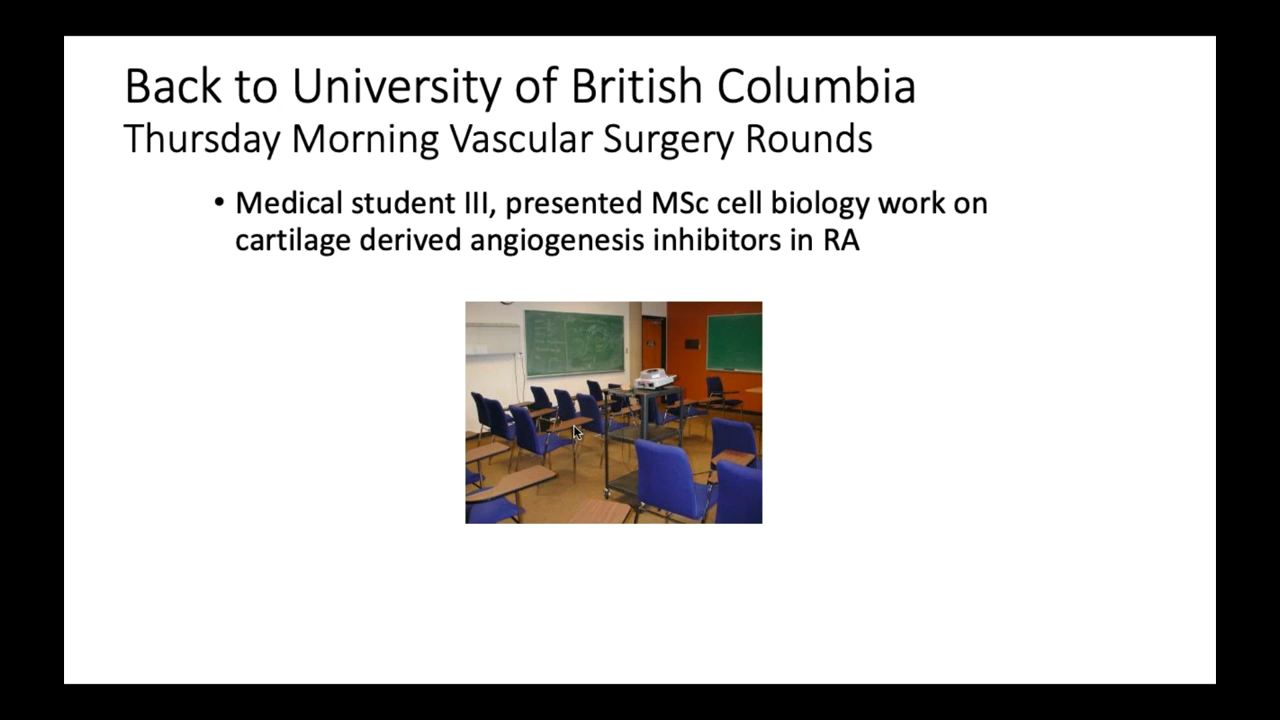 Back to University of British Columbia
Thursday Morning Vascular Surgery Rounds
• Medical student III, presented MSc cell biology work on
cartilage derived angiogenesis inhibitors in RA